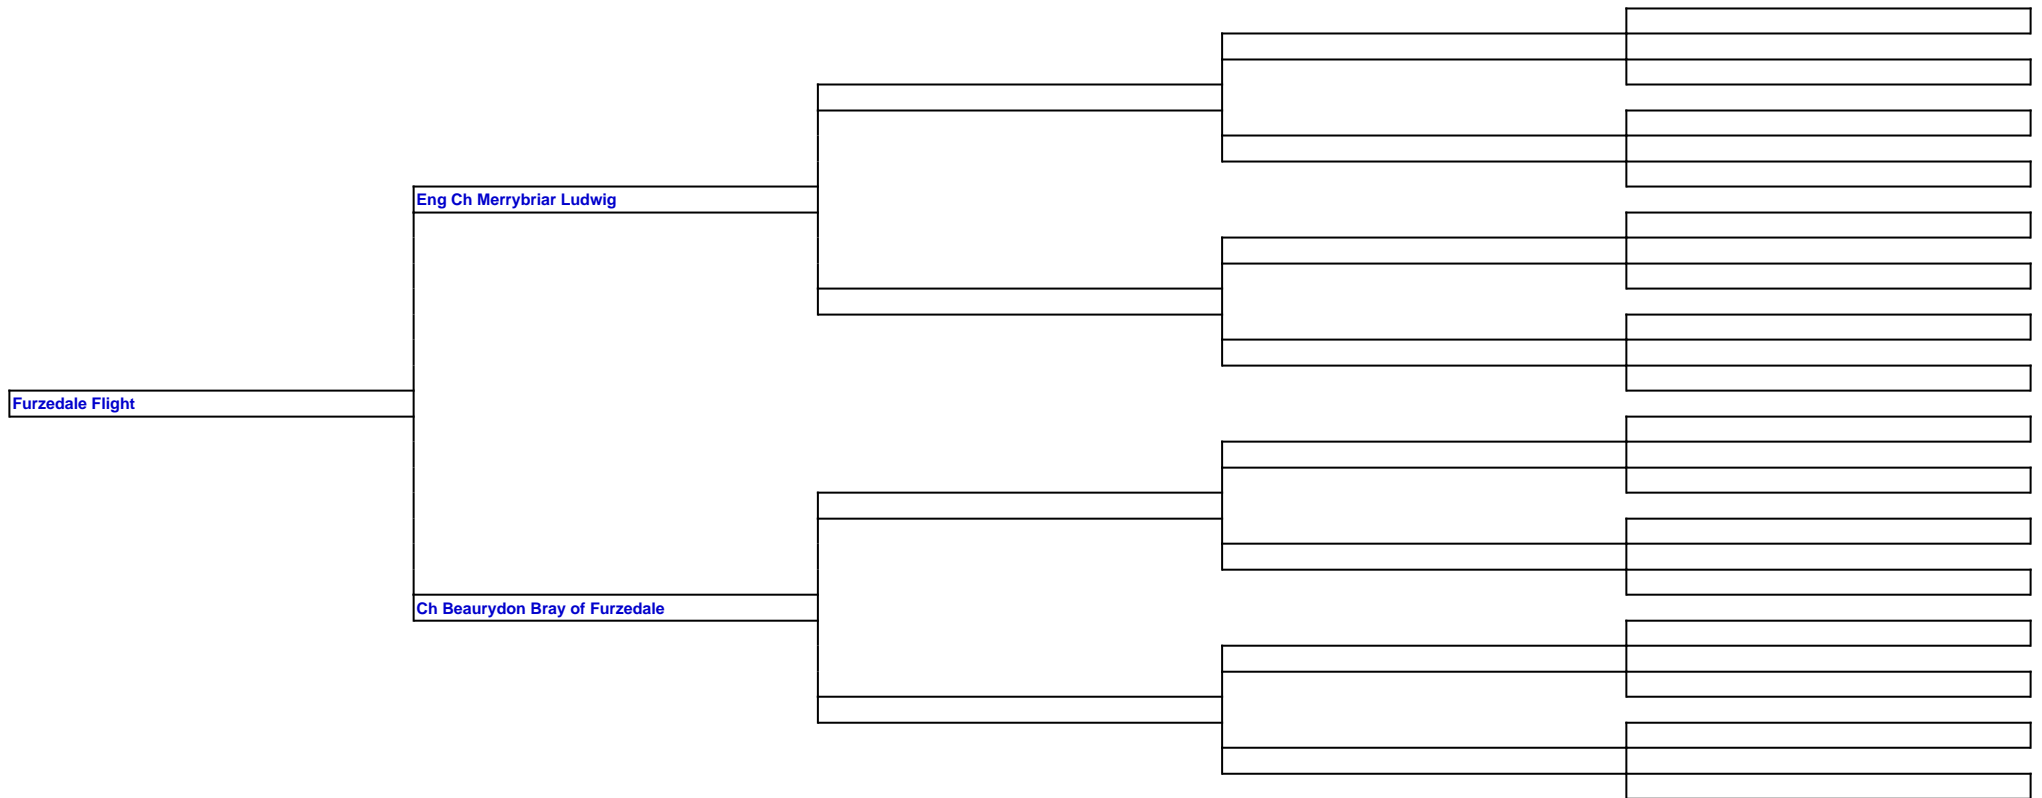 Eng Ch Merrybriar Ludwig
Furzedale Flight
Ch Beaurydon Bray of Furzedale